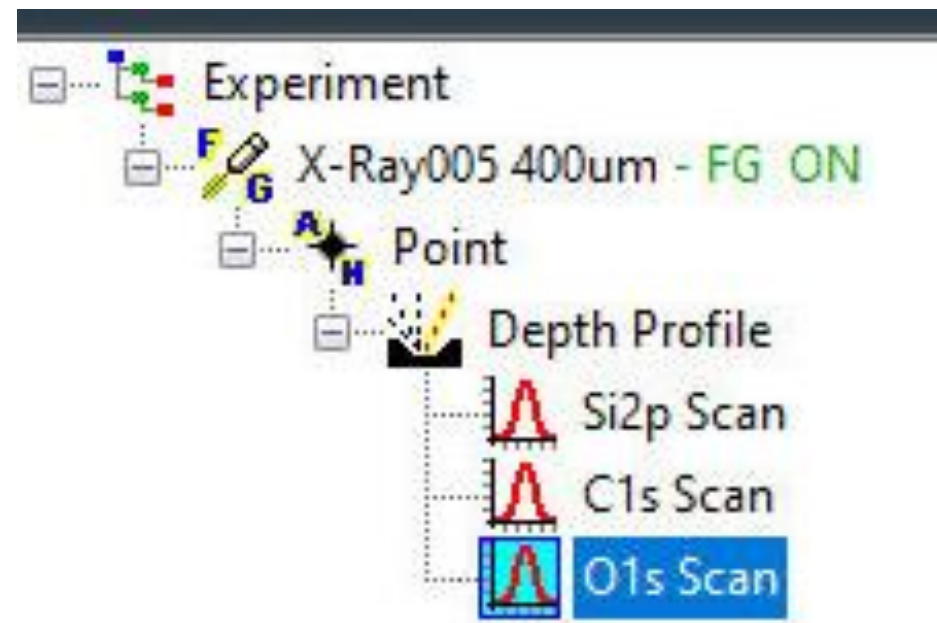 Experiment
F G X-Ray005 400um - FG ON
A H Point
Depth Profile
Si2p Scan
C1s Scan
O1s Scan